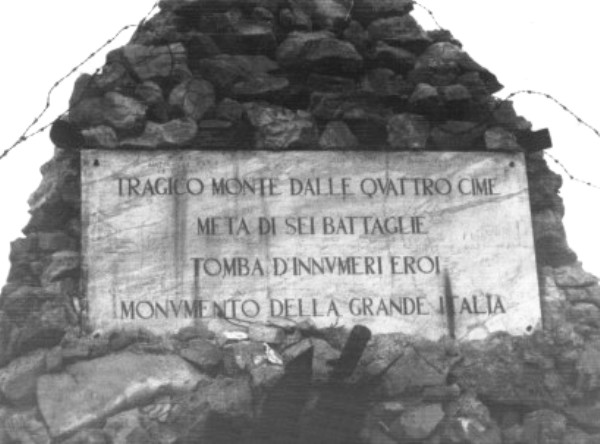 TRAGICO MONTE DALLE QVATTRO CIME
META DI SEI BATTAGLIE
TOMBA D'INNVMERI EROI
MONVMENTO DELLA GRANDE ITALIA